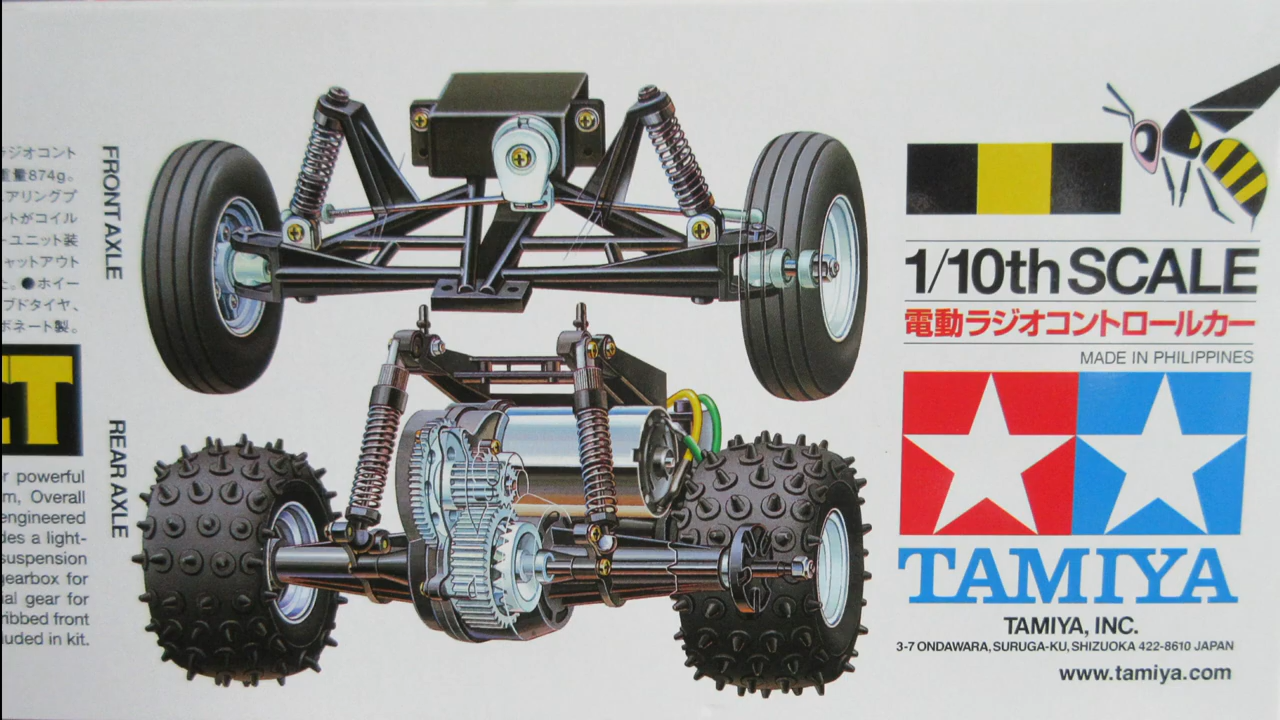 ラジオコント
重量874g。
アリングプ
ントがコイル
ーユニット装
ャットアウト
た。●ホイー
ブドタイヤ、
ボネート製。
FRONT AXLE
T
REAR AXLE
r powerful
m, Overall
engineered
des a light-
suspension
gearbox for
ial gear for
ribbed front
luded in kit.
1/10th SCALE
電動ラジオコントロールカー
MADE IN PHILIPPINES
TAMIYA
TAMIYA, INC.
3-7 ONDAWARA, SURUGA-KU, SHIZUOKA 422-8610 JAPAN
www.tamiya.com